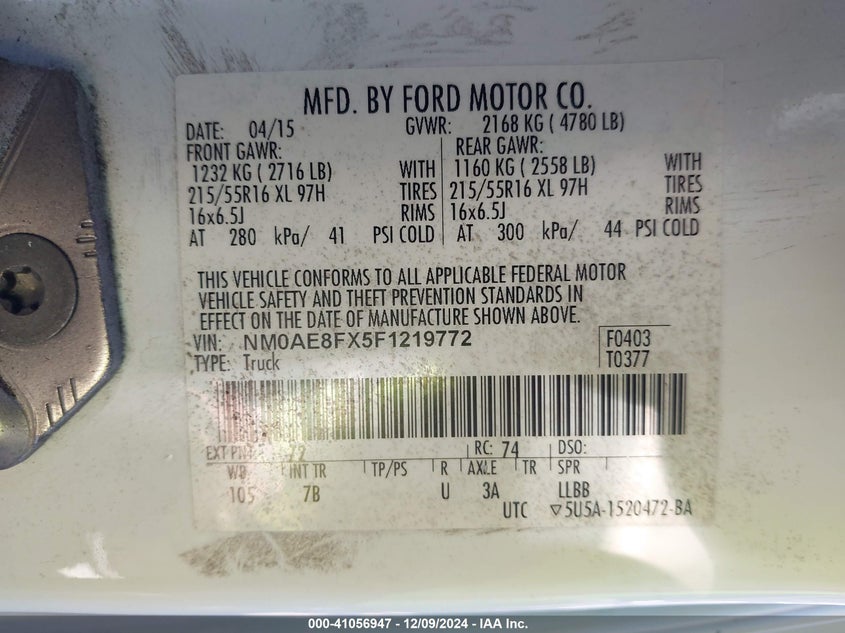 MFD. BY FORD MOTOR CO.
DATE: 04/15 GVWR: 2168 KG ( 4780 LB)
FRONT GAWR: REAR GAWR:
1232 KG ( 2716 LB) WITH 1160 KG ( 2558 LB) WITH
215/55R16 XL 97H TIRES 215/55R16 XL 97H TIRES
16x6.5J RIMS 16x6.5J RIMS
AT 280 kPa/ 41 PSI COLD AT 300 kPa/ 44 PSI COLD
THIS VEHICLE CONFORMS TO ALL APPLICABLE FEDERAL MOTOR
VEHICLE SAFETY AND THEFT PREVENTION STANDARDS IN
EFFECT ON THE DATE OF MANUFACTURE SHOWN ABOVE.
VIN: NM0AE8FX5F1219772 F0403
TYPE: Truck T0377
EXT PNT: Z2 RC: 74 DSO:
WB INT TR TP/PS R AXLE TR SPR
105 7B U 3A LLBB
UTC ▽5U5A-1520472-BA
000-41056947 - 12/09/2024 - IAA Inc.